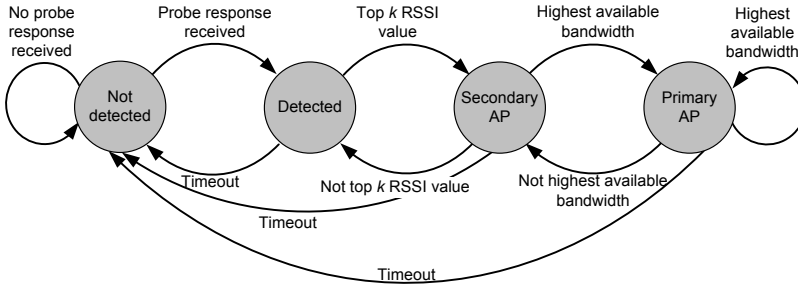 No probe
response
received
Probe response
received
Top k RSSI
value
Highest available
bandwidth
Highest
available
bandwidth
Not
detected
Detected
Secondary
AP
Primary
AP
Timeout
Not top k RSSI value
Not highest available
bandwidth
Timeout
Timeout